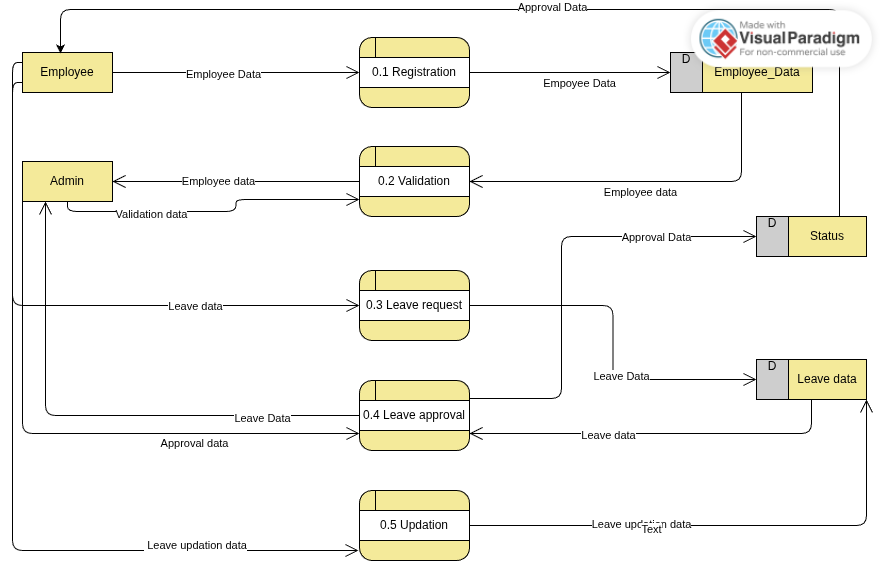 Approval Data
Made with
Visual Paradigm
For non-commercial use
Employee
Employee Data
0.1 Registration
Empoyee Data
D
Employee_Data
Admin
Employee data
0.2 Validation
Employee data
Validation data
D
Status
Approval Data
Leave data
0.3 Leave request
Leave Data
D
Leave data
Leave Data
0.4 Leave approval
Approval data
Leave data
0.5 Updation
Leave updation data
Text
Leave updation data